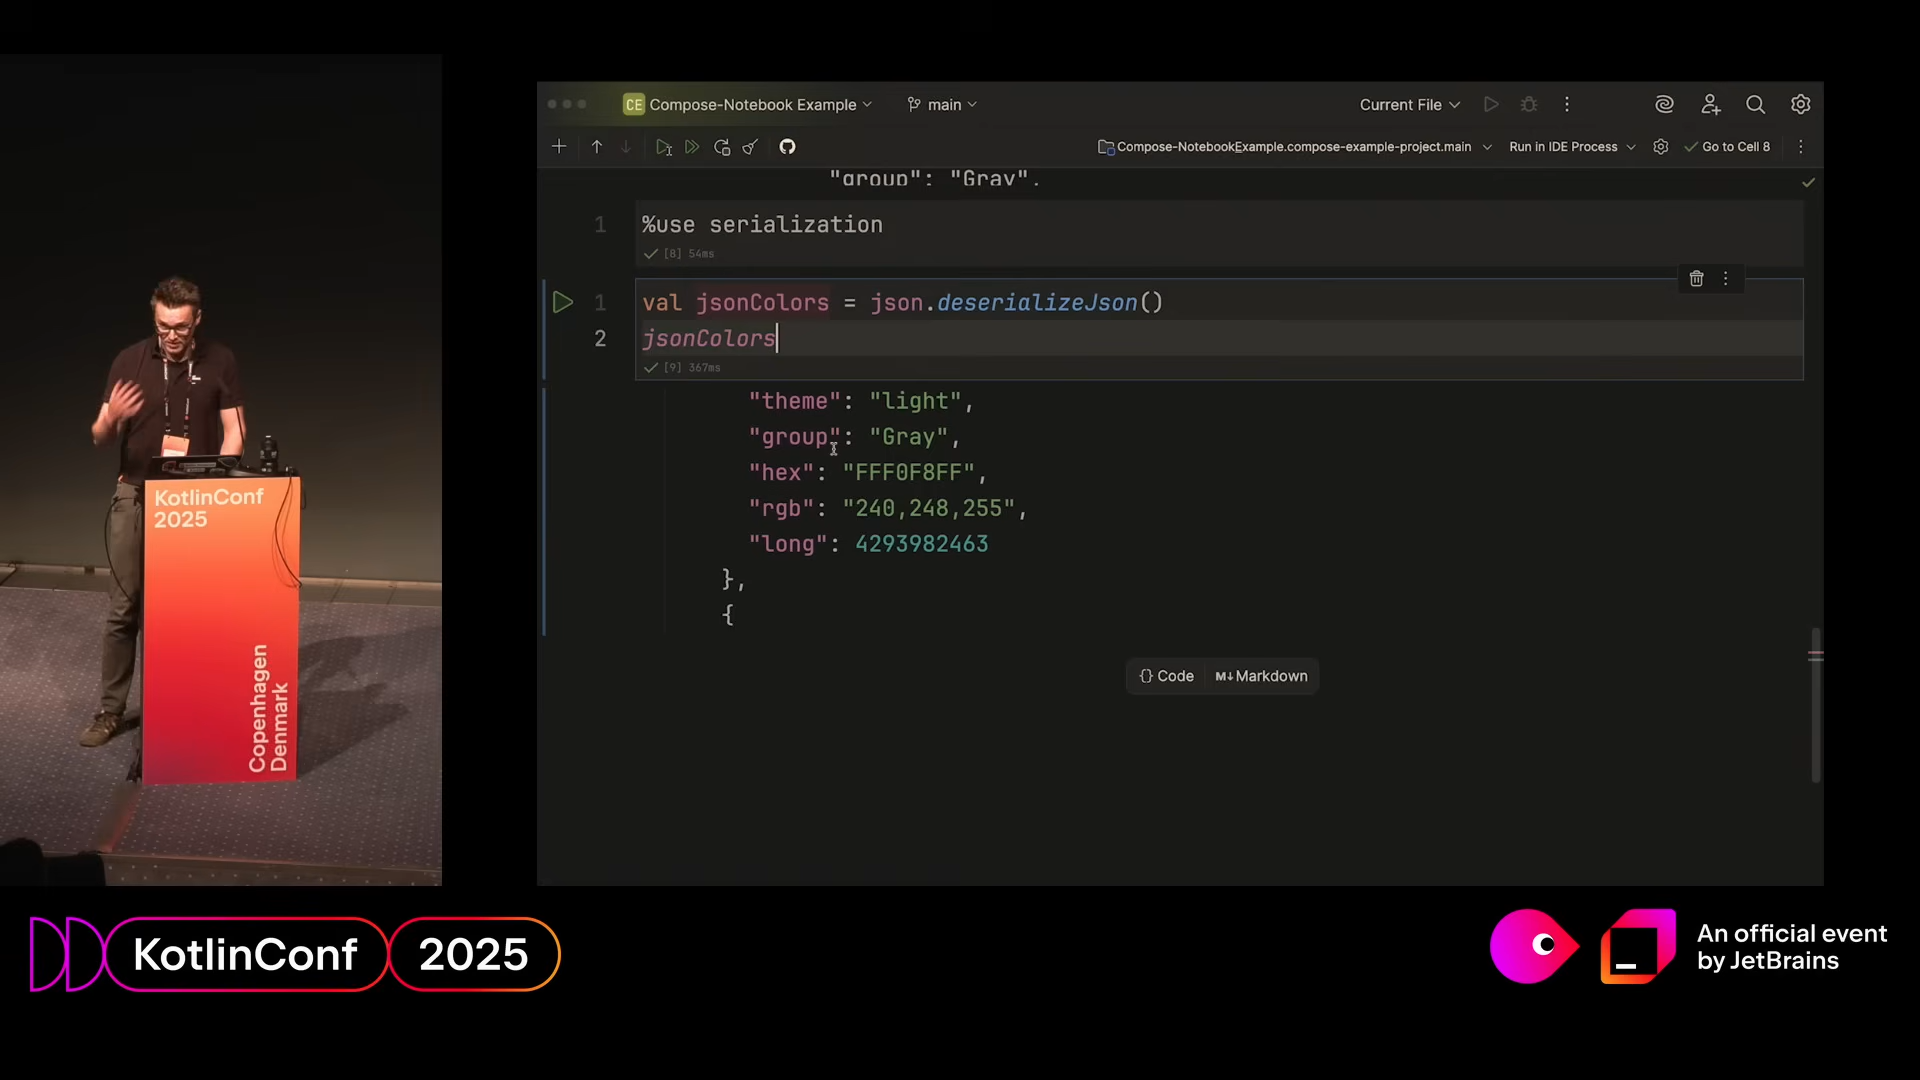 KotlinConf
2025
Copenhagen
Denmark
CE Compose-Notebook Example main Current File
Compose-NotebookExample.compose-example-project.main Run in IDE Process Go to Cell 8
"group": "Gray",
1 %use serialization
[8] 54ms
1 val jsonColors = json.deserializeJson()
2 jsonColors
[9] 367ms
"theme": "light",
"group": "Gray",
"hex": "FFF0F8FF",
"rgb": "240,248,255",
"long": 4293982463
},
{
{} Code M↓ Markdown
KotlinConf 2025
An official event
by JetBrains